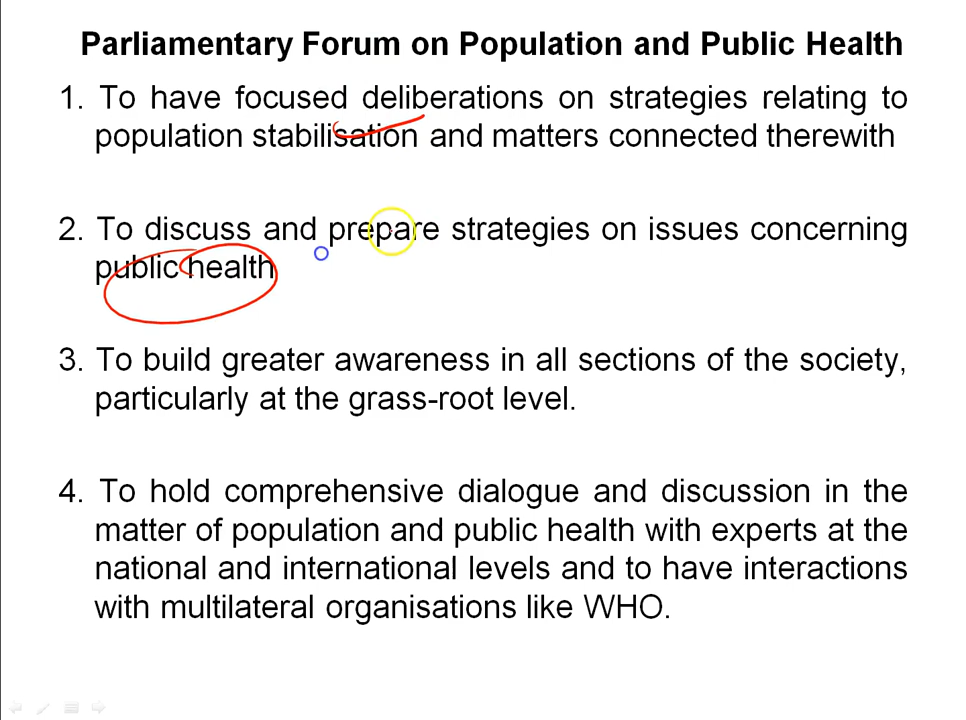 Parliamentary Forum on Population and Public Health
1. To have focused deliberations on strategies relating to
population stabilisation and matters connected therewith
2. To discuss and prepare strategies on issues concerning
public health
3. To build greater awareness in all sections of the society,
particularly at the grass-root level.
4. To hold comprehensive dialogue and discussion in the
matter of population and public health with experts at the
national and international levels and to have interactions
with multilateral organisations like WHO.